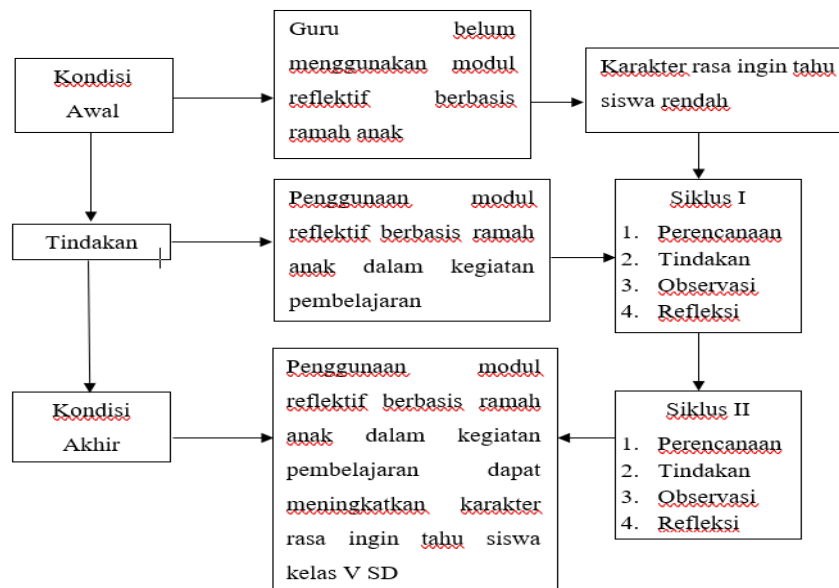 Kondisi
Awal
Guru belum
menggunakan modul
reflektif berbasis
ramah anak
Karakter rasa ingin tahu
siswa rendah
Tindakan
Penggunaan modul
reflektif berbasis ramah
anak dalam kegiatan
pembelajaran
Siklus I
1. Perencanaan
2. Tindakan
3. Observasi
4. Refleksi
Kondisi
Akhir
Penggunaan modul
reflektif berbasis ramah
anak dalam kegiatan
pembelajaran dapat
meningkatkan karakter
rasa ingin tahu siswa
kelas V SD
Siklus II
1. Perencanaan
2. Tindakan
3. Observasi
4. Refleksi